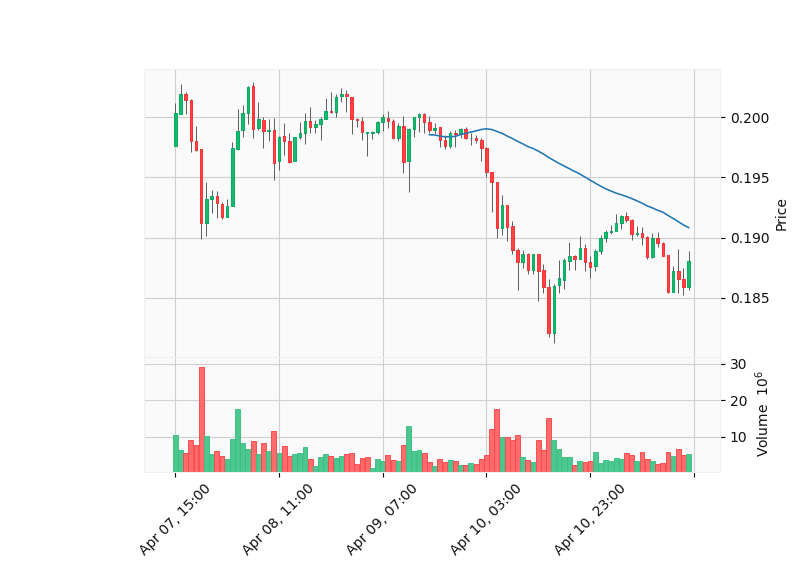 0.200
0.195
0.190
0.185
Price
30
20
10
Volume 10^6
Apr 07, 15:00
Apr 08, 11:00
Apr 09, 07:00
Apr 10, 03:00
Apr 10, 23:00